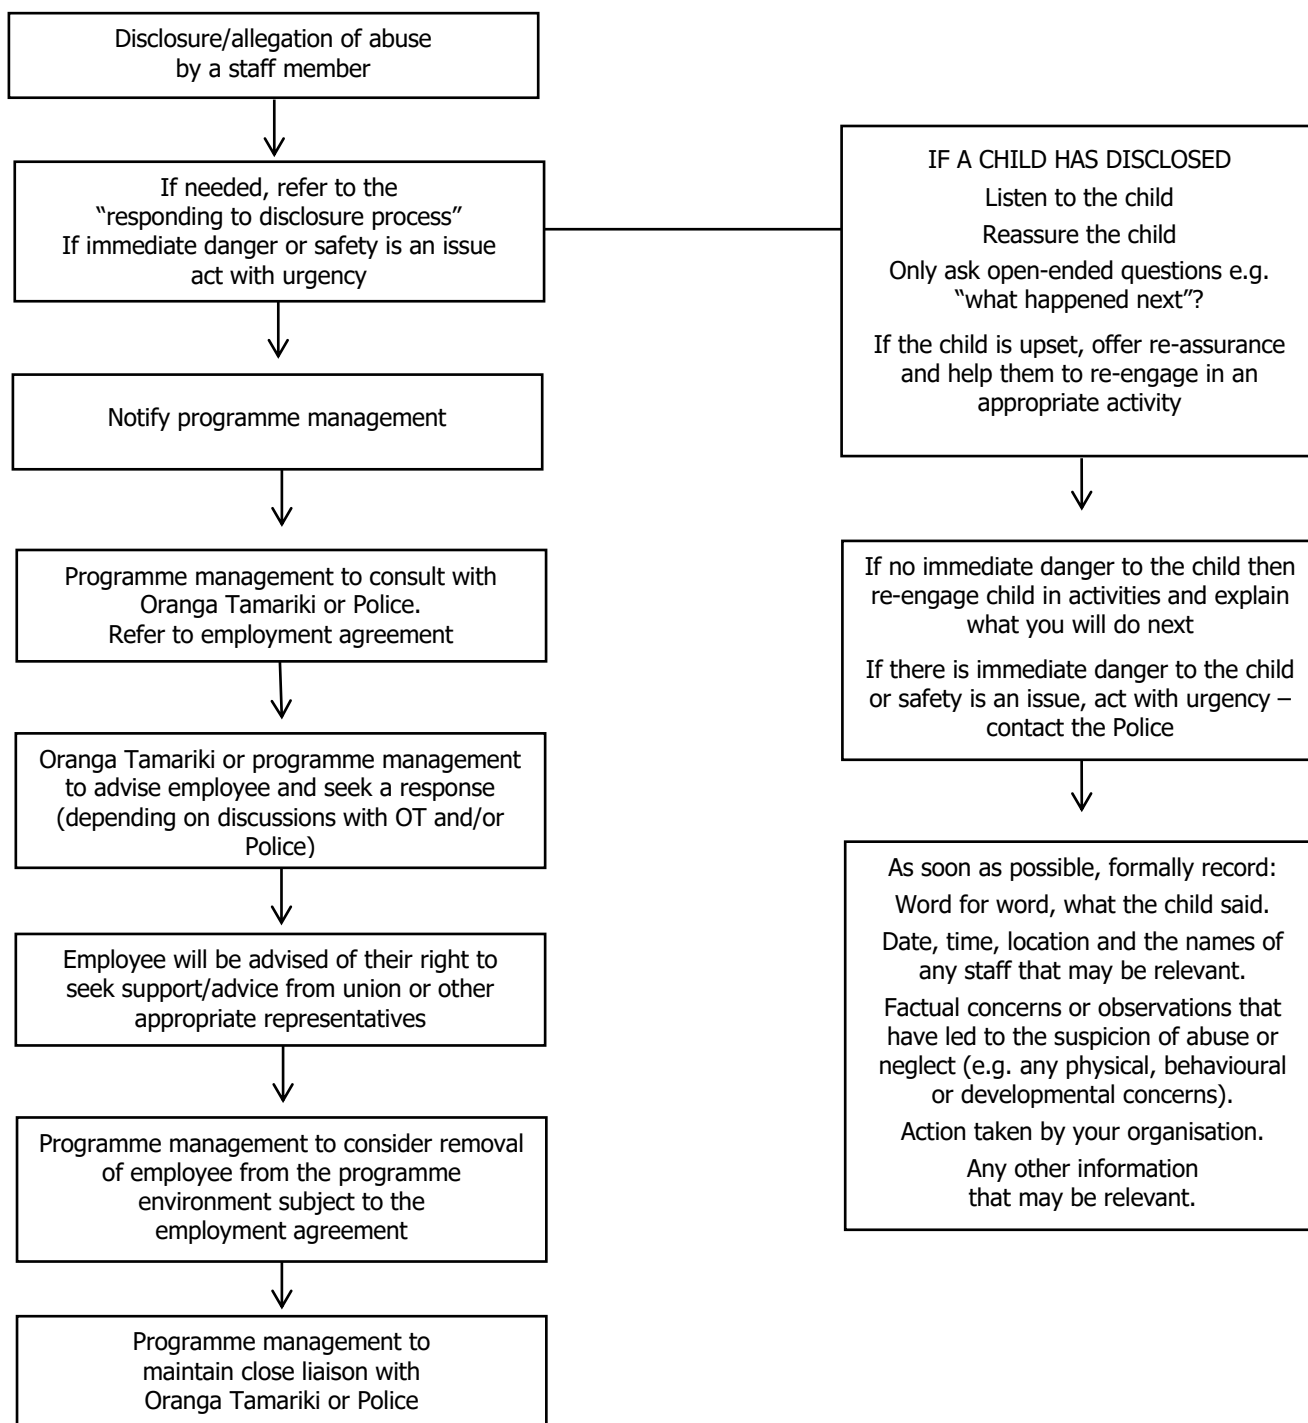 Disclosure/allegation of abuse
by a staff member
If needed, refer to the
“responding to disclosure process”
If immediate danger or safety is an issue
act with urgency
Notify programme management
Programme management to consult with
Oranga Tamariki or Police.
Refer to employment agreement
Oranga Tamariki or programme management
to advise employee and seek a response
(depending on discussions with OT and/or
Police)
Employee will be advised of their right to
seek support/advice from union or other
appropriate representatives
Programme management to consider removal
of employee from the programme
environment subject to the
employment agreement
Programme management to
maintain close liaison with
Oranga Tamariki or Police
IF A CHILD HAS DISCLOSED
Listen to the child
Reassure the child
Only ask open-ended questions e.g.
“what happened next”?
If the child is upset, offer re-assurance
and help them to re-engage in an
appropriate activity
If no immediate danger to the child then
re-engage child in activities and explain
what you will do next
If there is immediate danger to the child
or safety is an issue, act with urgency –
contact the Police
As soon as possible, formally record:
Word for word, what the child said.
Date, time, location and the names of
any staff that may be relevant.
Factual concerns or observations that
have led to the suspicion of abuse or
neglect (e.g. any physical, behavioural
or developmental concerns).
Action taken by your organisation.
Any other information
that may be relevant.